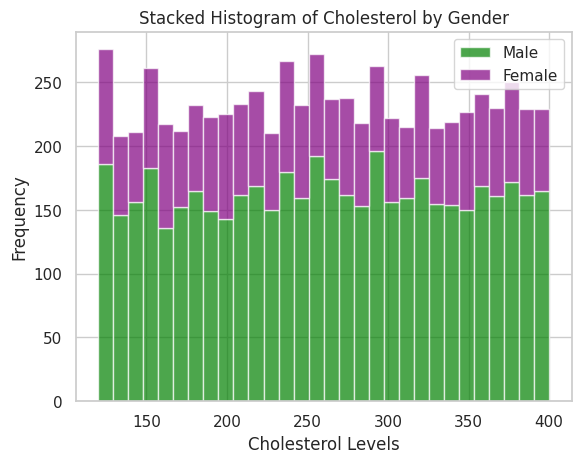 Stacked Histogram of Cholesterol by Gender
Male
Female
Frequency
250
200
150
100
50
0
150 200 250 300 350 400
Cholesterol Levels